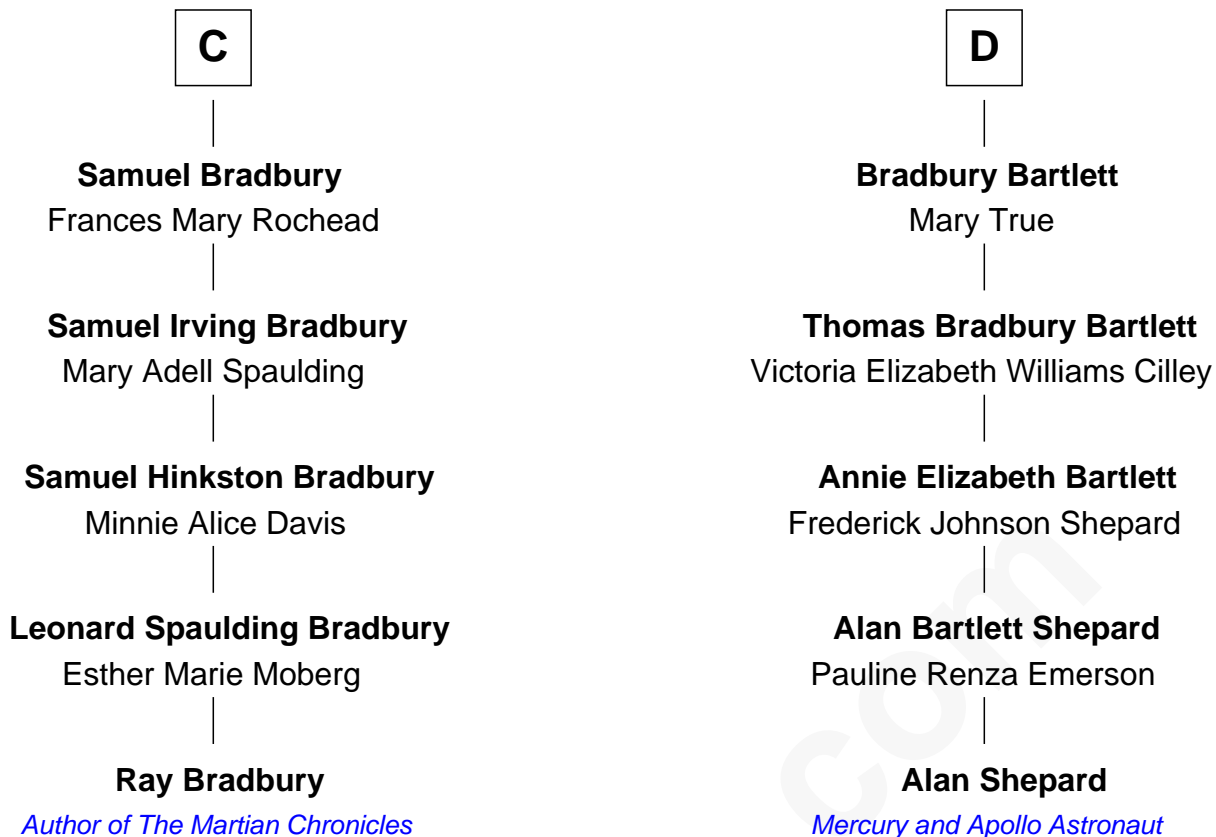 C
Samuel Bradbury
Frances Mary Rochead
Samuel Irving Bradbury
Mary Adell Spaulding
Samuel Hinkston Bradbury
Minnie Alice Davis
Leonard Spaulding Bradbury
Esther Marie Moberg
Ray Bradbury
Author of The Martian Chronicles
D
Bradbury Bartlett
Mary True
Thomas Bradbury Bartlett
Victoria Elizabeth Williams Cilley
Annie Elizabeth Bartlett
Frederick Johnson Shepard
Alan Bartlett Shepard
Pauline Renza Emerson
Alan Shepard
Mercury and Apollo Astronaut
com